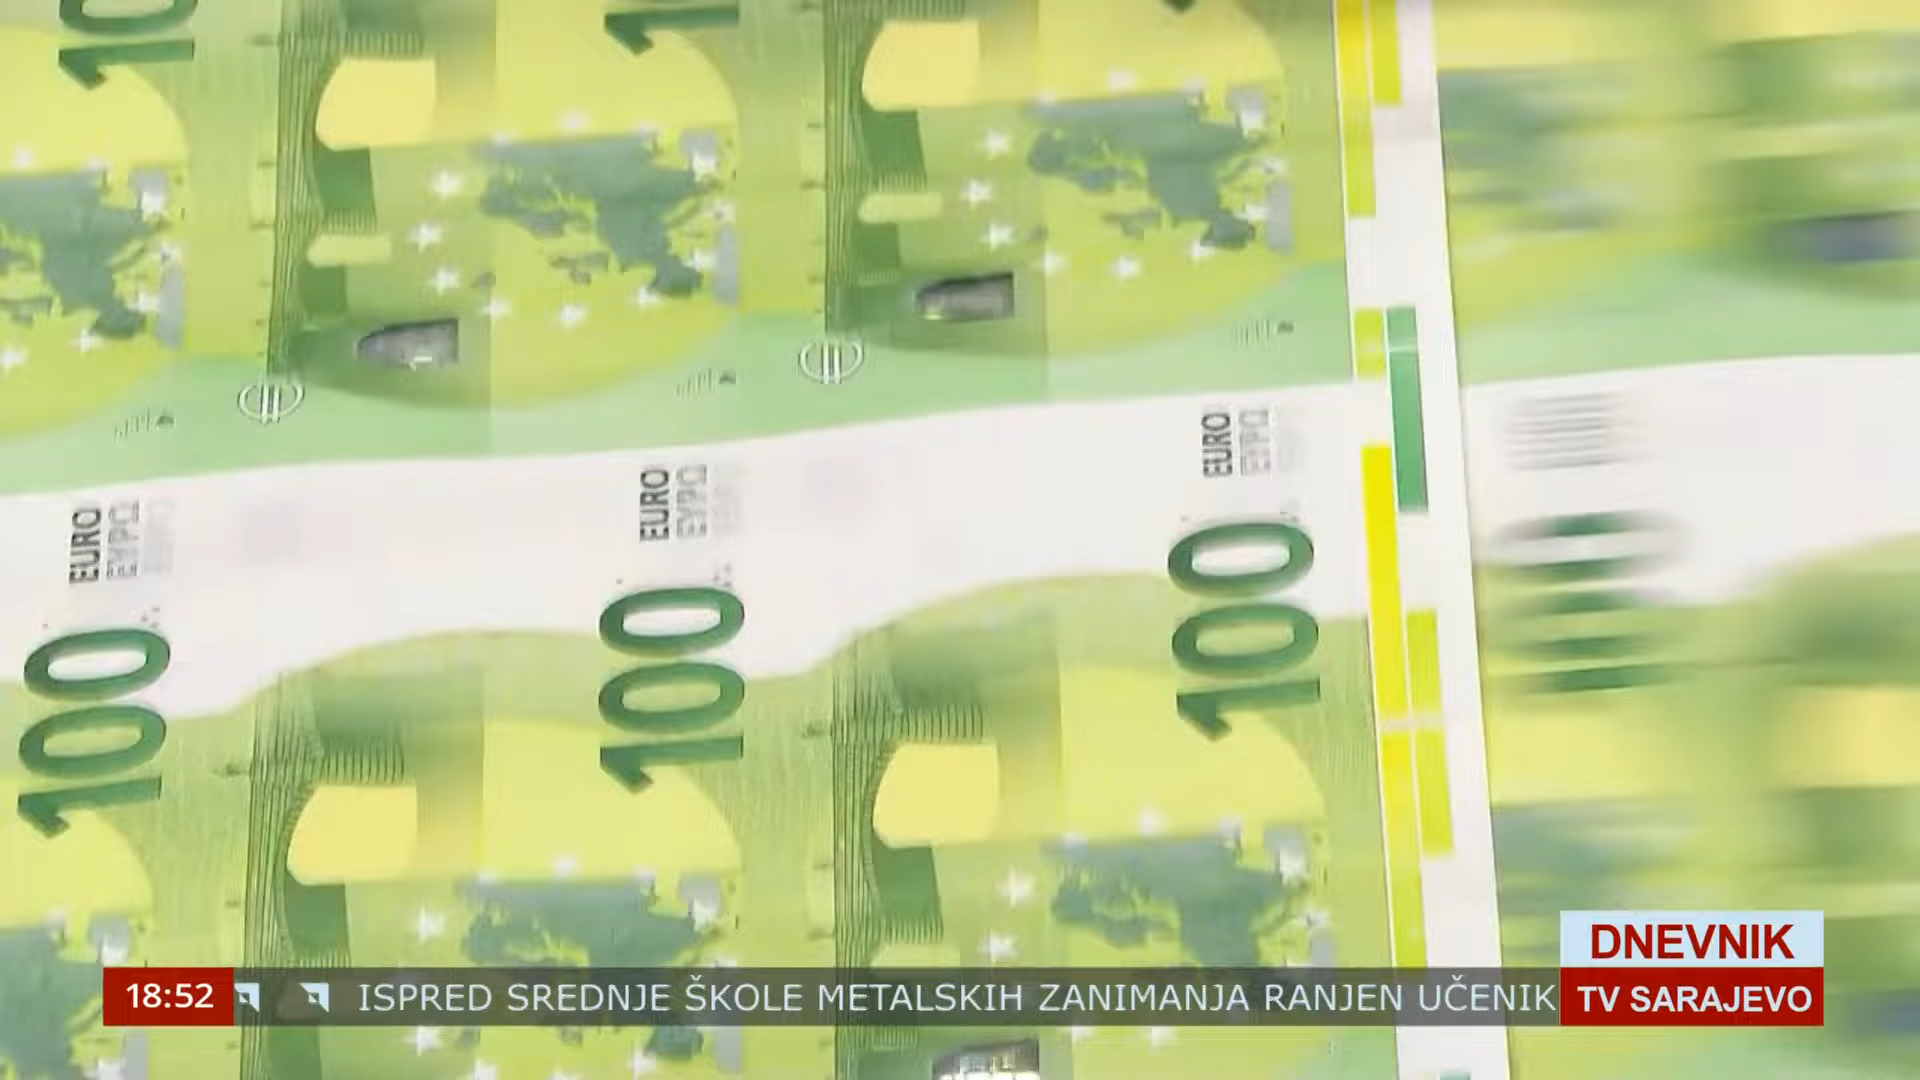 EURO
ΕΥΡΩ
100
EURO
ΕΥΡΩ
100
EURO
ΕΥΡΩ
100
DNEVNIK
18:52 ISPRED SREDNJE ŠKOLE METALSKIH ZANIMANJA RANJEN UČENIK
TV SARAJEVO